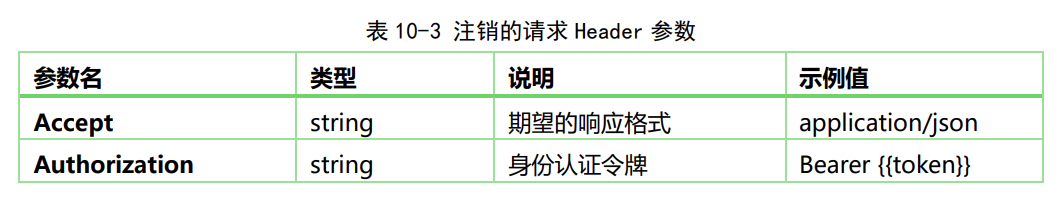 表 10-3 注销的请求 Header 参数
参数名 类型 说明 示例值
Accept string 期望的响应格式 application/json
Authorization string 身份认证令牌 Bearer {{token}}